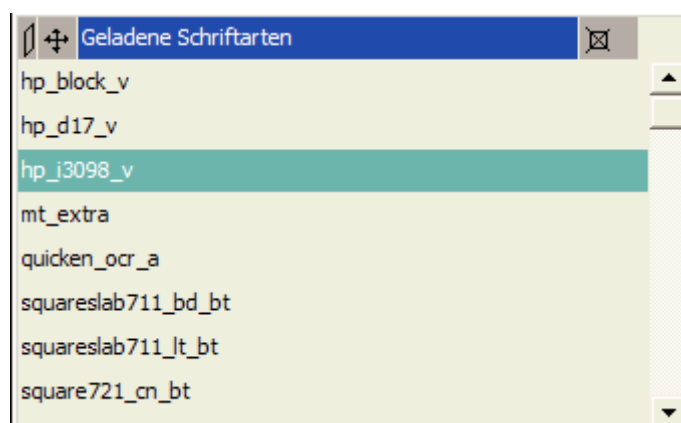 Geladene Schriftarten
hp_block_v
hp_d17_v
hp_i3098_v
mt_extra
quicken_ocr_a
squareslab711_bd_bt
squareslab711_lt_bt
square721_cn_bt